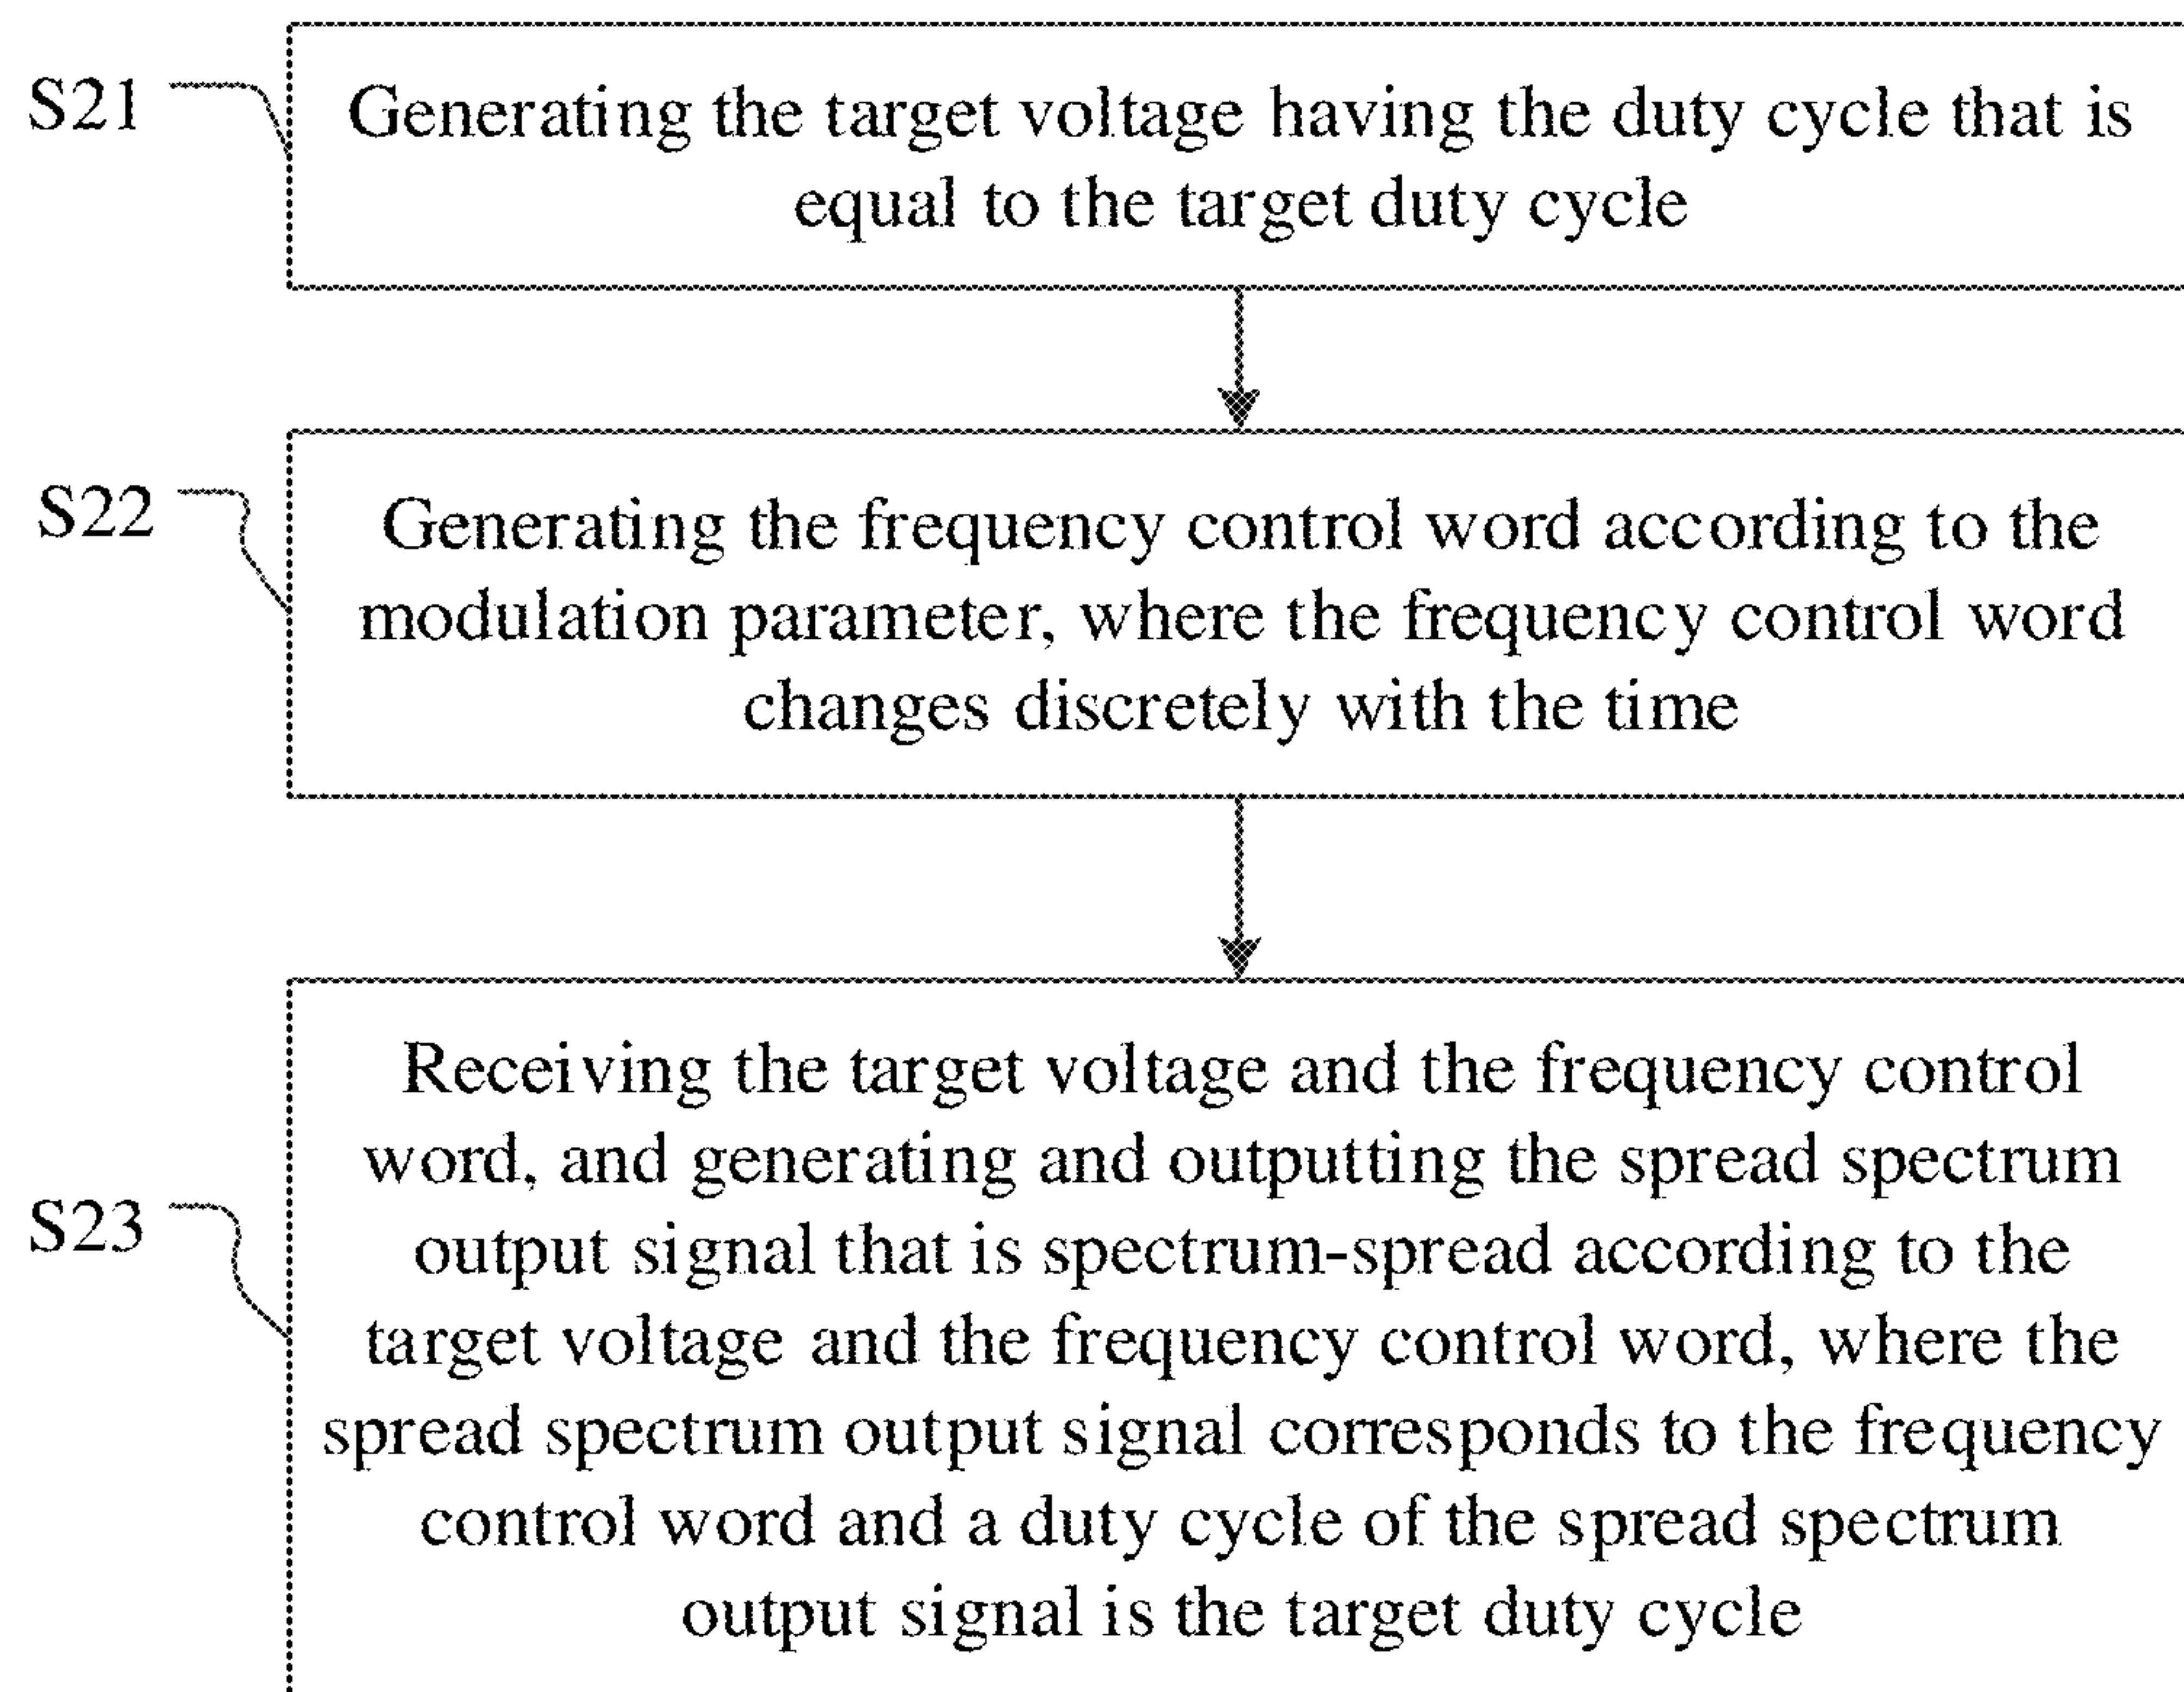 S21
Generating the target voltage having the duty cycle that is
equal to the target duty cycle
S22
Generating the frequency control word according to the
modulation parameter, where the frequency control word
changes discretely with the time
S23
Receiving the target voltage and the frequency control
word, and generating and outputting the spread spectrum
output signal that is spectrum-spread according to the
target voltage and the frequency control word, where the
spread spectrum output signal corresponds to the frequency
control word and a duty cycle of the spread spectrum
output signal is the target duty cycle